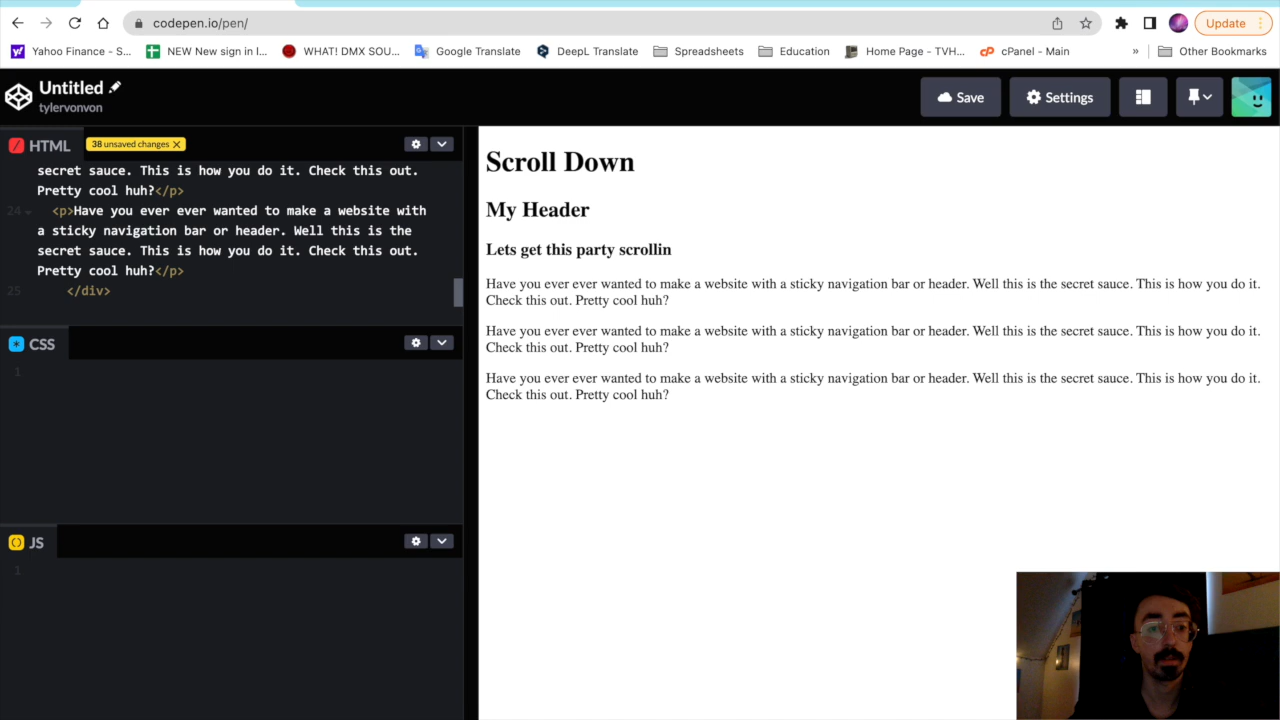 codepen.io/pen/
Update
Yahoo Finance - S...
NEW New sign in l...
WHAT! DMX SOU...
Google Translate
DeepL Translate
Spreadsheets
Education
Home Page - TVH...
cPanel - Main
»
Other Bookmarks
Untitled
tylervonvon
Save
Settings
HTML
38 unsaved changes X
secret sauce. This is how you do it. Check this out.
Pretty cool huh?</p>
24 <p>Have you ever ever wanted to make a website with
a sticky navigation bar or header. Well this is the
secret sauce. This is how you do it. Check this out.
Pretty cool huh?</p>
25 </div>
CSS
1
JS
1
Scroll Down
My Header
Lets get this party scrollin
Have you ever ever wanted to make a website with a sticky navigation bar or header. Well this is the secret sauce. This is how you do it.
Check this out. Pretty cool huh?
Have you ever ever wanted to make a website with a sticky navigation bar or header. Well this is the secret sauce. This is how you do it.
Check this out. Pretty cool huh?
Have you ever ever wanted to make a website with a sticky navigation bar or header. Well this is the secret sauce. This is how you do it.
Check this out. Pretty cool huh?